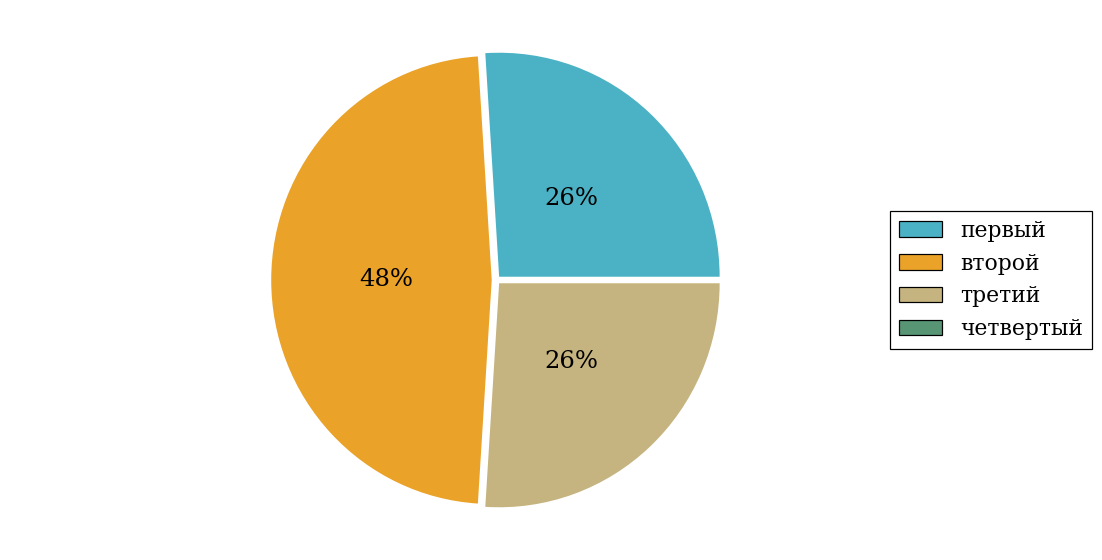 26%
48%
26%
первый
второй
третий
четвертый